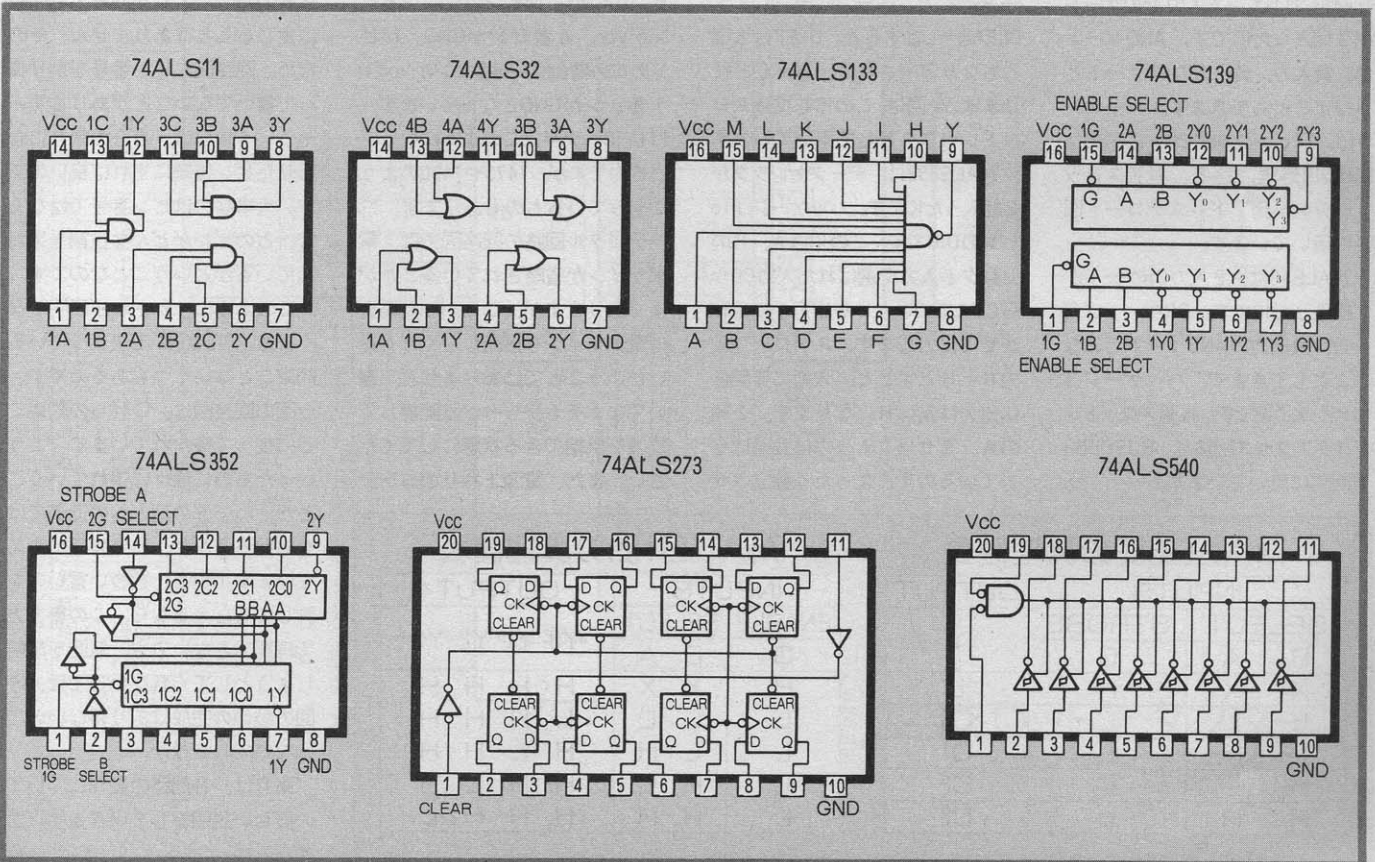 74ALS11
Vcc 1C 1Y 3C 3B 3A 3Y
14 13 12 11 10 9 8
1 2 3 4 5 6 7
1A 1B 2A 2B 2C 2Y GND
74ALS32
Vcc 4B 4A 4Y 3B 3A 3Y
14 13 12 11 10 9 8
1 2 3 4 5 6 7
1A 1B 1Y 2A 2B 2Y GND
74ALS133
Vcc M L K J I H Y
16 15 14 13 12 11 10 9
1 2 3 4 5 6 7 8
A B C D E F G GND
74ALS139
ENABLE SELECT
Vcc 1G 2A 2B 2Y0 2Y1 2Y2 2Y3
16 15 14 13 12 11 10 9
G A B Y0 Y1 Y2 Y3
G A B Y0 Y1 Y2 Y3
1 2 3 4 5 6 7 8
1G 1B 2B 1Y0 1Y 1Y2 1Y3 GND
ENABLE SELECT
74ALS352
STROBE A
Vcc 2G SELECT 2Y
16 15 14 13 12 11 10 9
2C3 2C2 2C1 2C0 2Y
2G
B B A A
1G 1Y
1C3 1C2 1C1 1C0
1 2 3 4 5 6 7 8
STROBE 1G B SELECT 1Y GND
74ALS273
Vcc
20 19 18 17 16 15 14 13 12 11
Q D D Q Q D D Q
CK CK CK CK
CLEAR CLEAR CLEAR CLEAR
CLEAR CLEAR CLEAR CLEAR
CK CK CK CK
Q D D Q Q D D Q
1 2 3 4 5 6 7 8 9 10
CLEAR GND
74ALS540
Vcc
20 19 18 17 16 15 14 13 12 11
1 2 3 4 5 6 7 8 9 10
GND